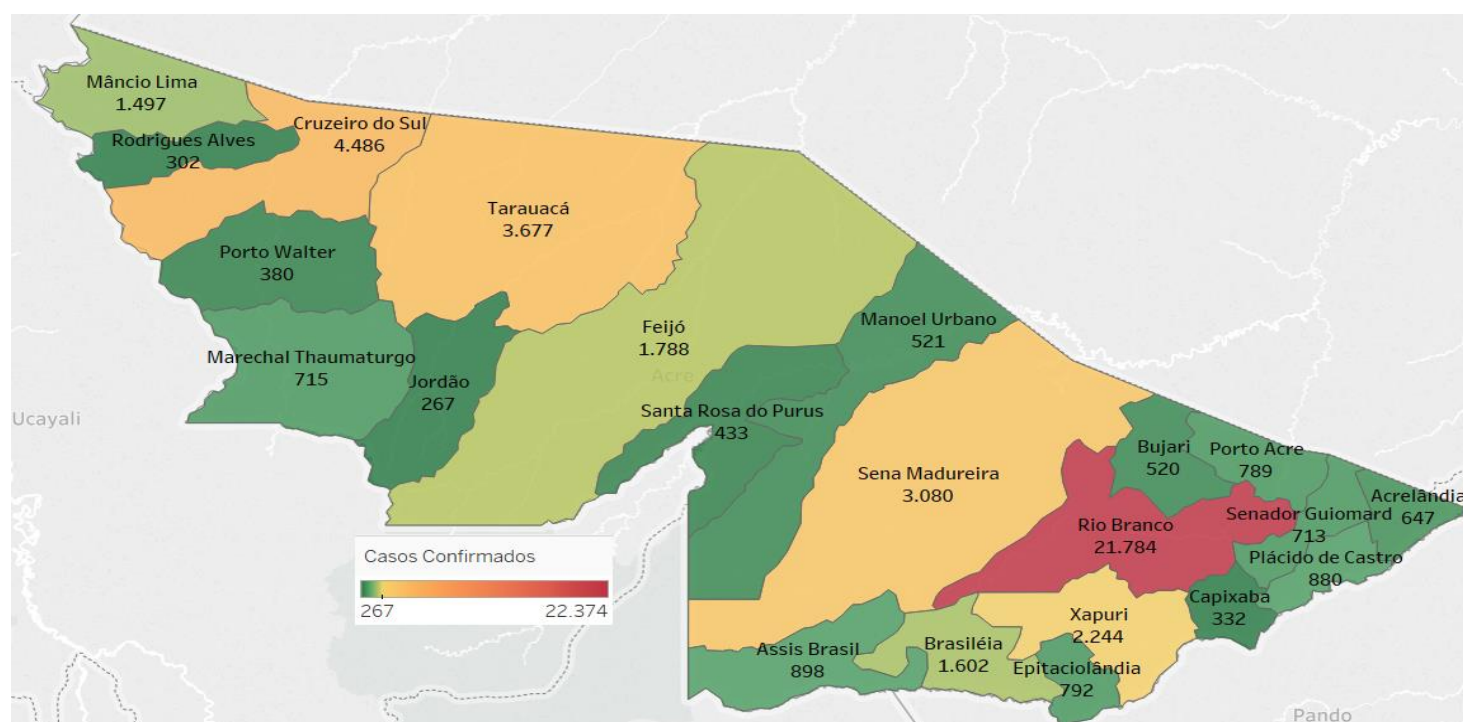 Mâncio Lima
1.497
Rodrigues Alves
302
Cruzeiro do Sul
4.486
Tarauacá
3.677
Porto Walter
380
Marechal Thaumaturgo
715
Jordão
267
Feijó
1.788
Acre
Manoel Urbano
521
Santa Rosa do Purus
433
Ucayali
Sena Madureira
3.080
Bujari
520
Porto Acre
789
Rio Branco
21.784
Senador Guiomard
713
Acrelândia
647
Plácido de Castro
880
Capixaba
332
Xapuri
2.244
Assis Brasil
898
Brasiléia
1.602
Epitaciolândia
792
Casos Confirmados
267 22.374
Pando